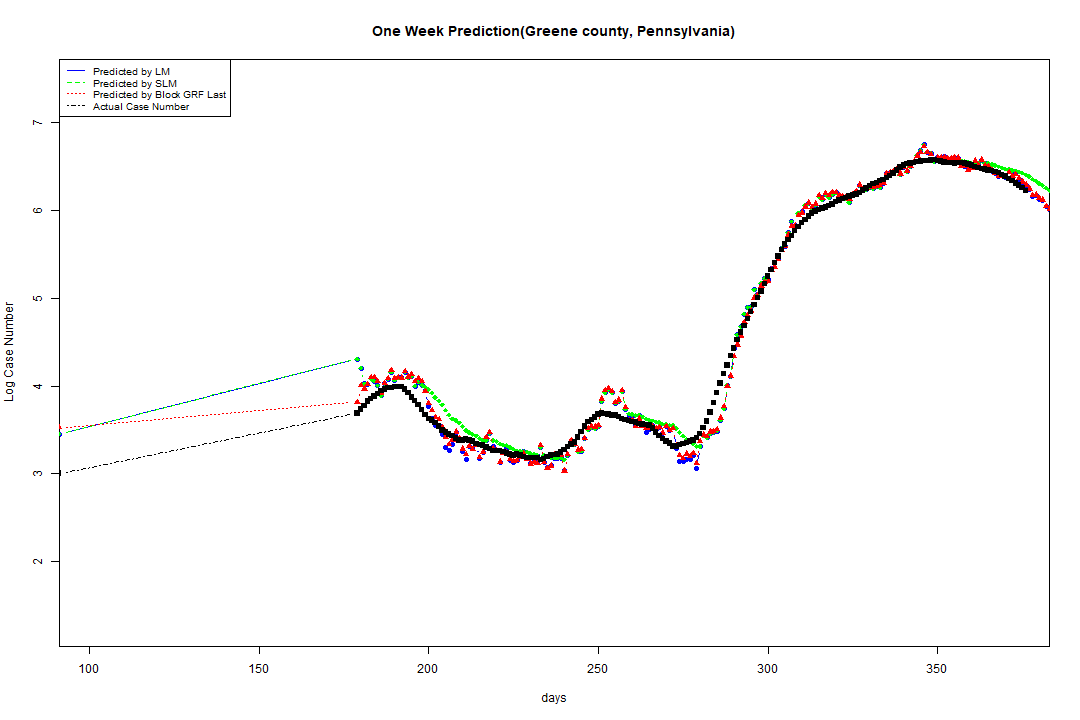 One Week Prediction(Greene county, Pennsylvania)
Predicted by LM
Predicted by SLM
Predicted by Block GRF Last
Actual Case Number
Log Case Number
7
6
5
4
3
2
100 150 200 250 300 350
days